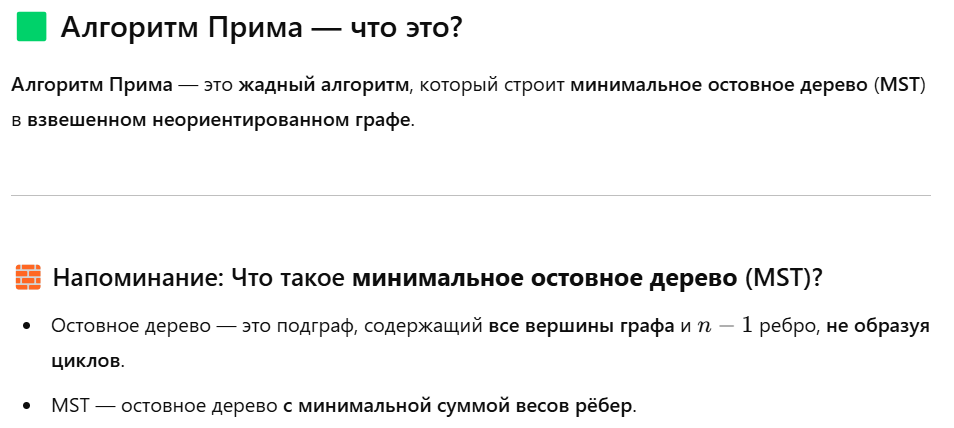 Алгоритм Прима — что это?
Алгоритм Прима — это жадный алгоритм, который строит минимальное остовное дерево (MST)
в взвешенном неориентированном графе.
Напоминание: Что такое минимальное остовное дерево (MST)?
• Остовное дерево — это подграф, содержащий все вершины графа и n − 1 ребро, не образуя
циклов.
• MST — остовное дерево с минимальной суммой весов рёбер.